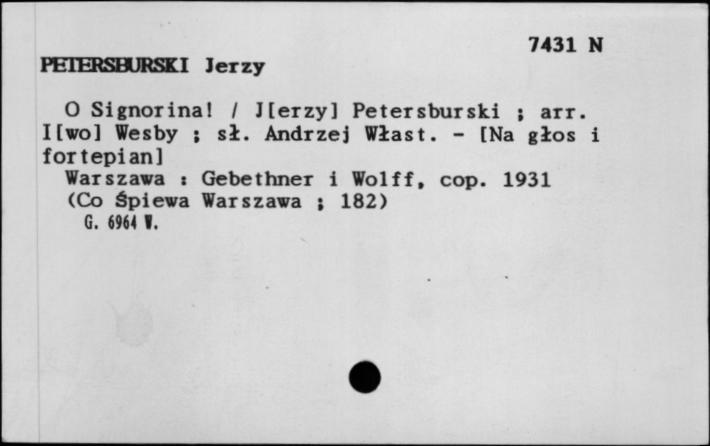 7431 N
PETERSBURSKI Jerzy
O Signorina! / J[erzy] Petersburski ; arr.
I[wo] Wesby ; sł. Andrzej Włast. - [Na głos i
fortepian]
Warszawa : Gebethner i Wolff, cop. 1931
(Co Śpiewa Warszawa ; 182)
G. 6964 W.